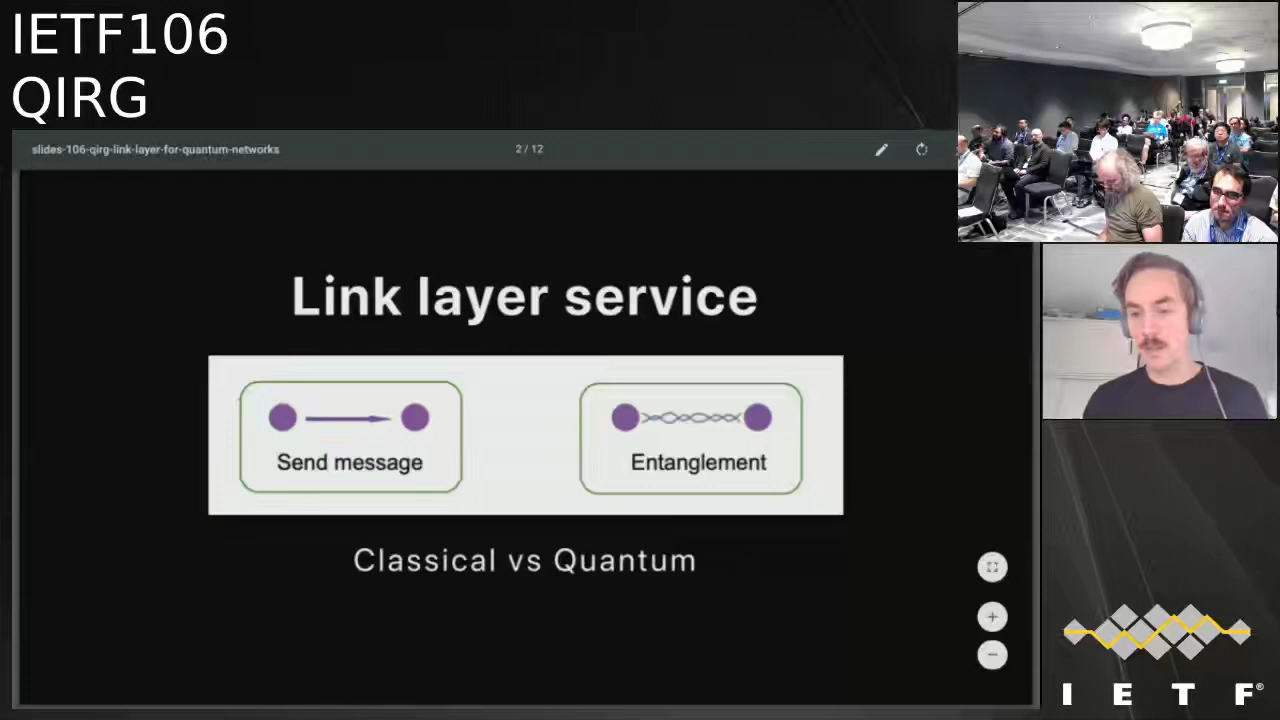 IETF106
QIRG
slides-106-qirg-link-layer-for-quantum-networks
2 / 12
Link layer service
Send message
Entanglement
Classical vs Quantum
I E T F®